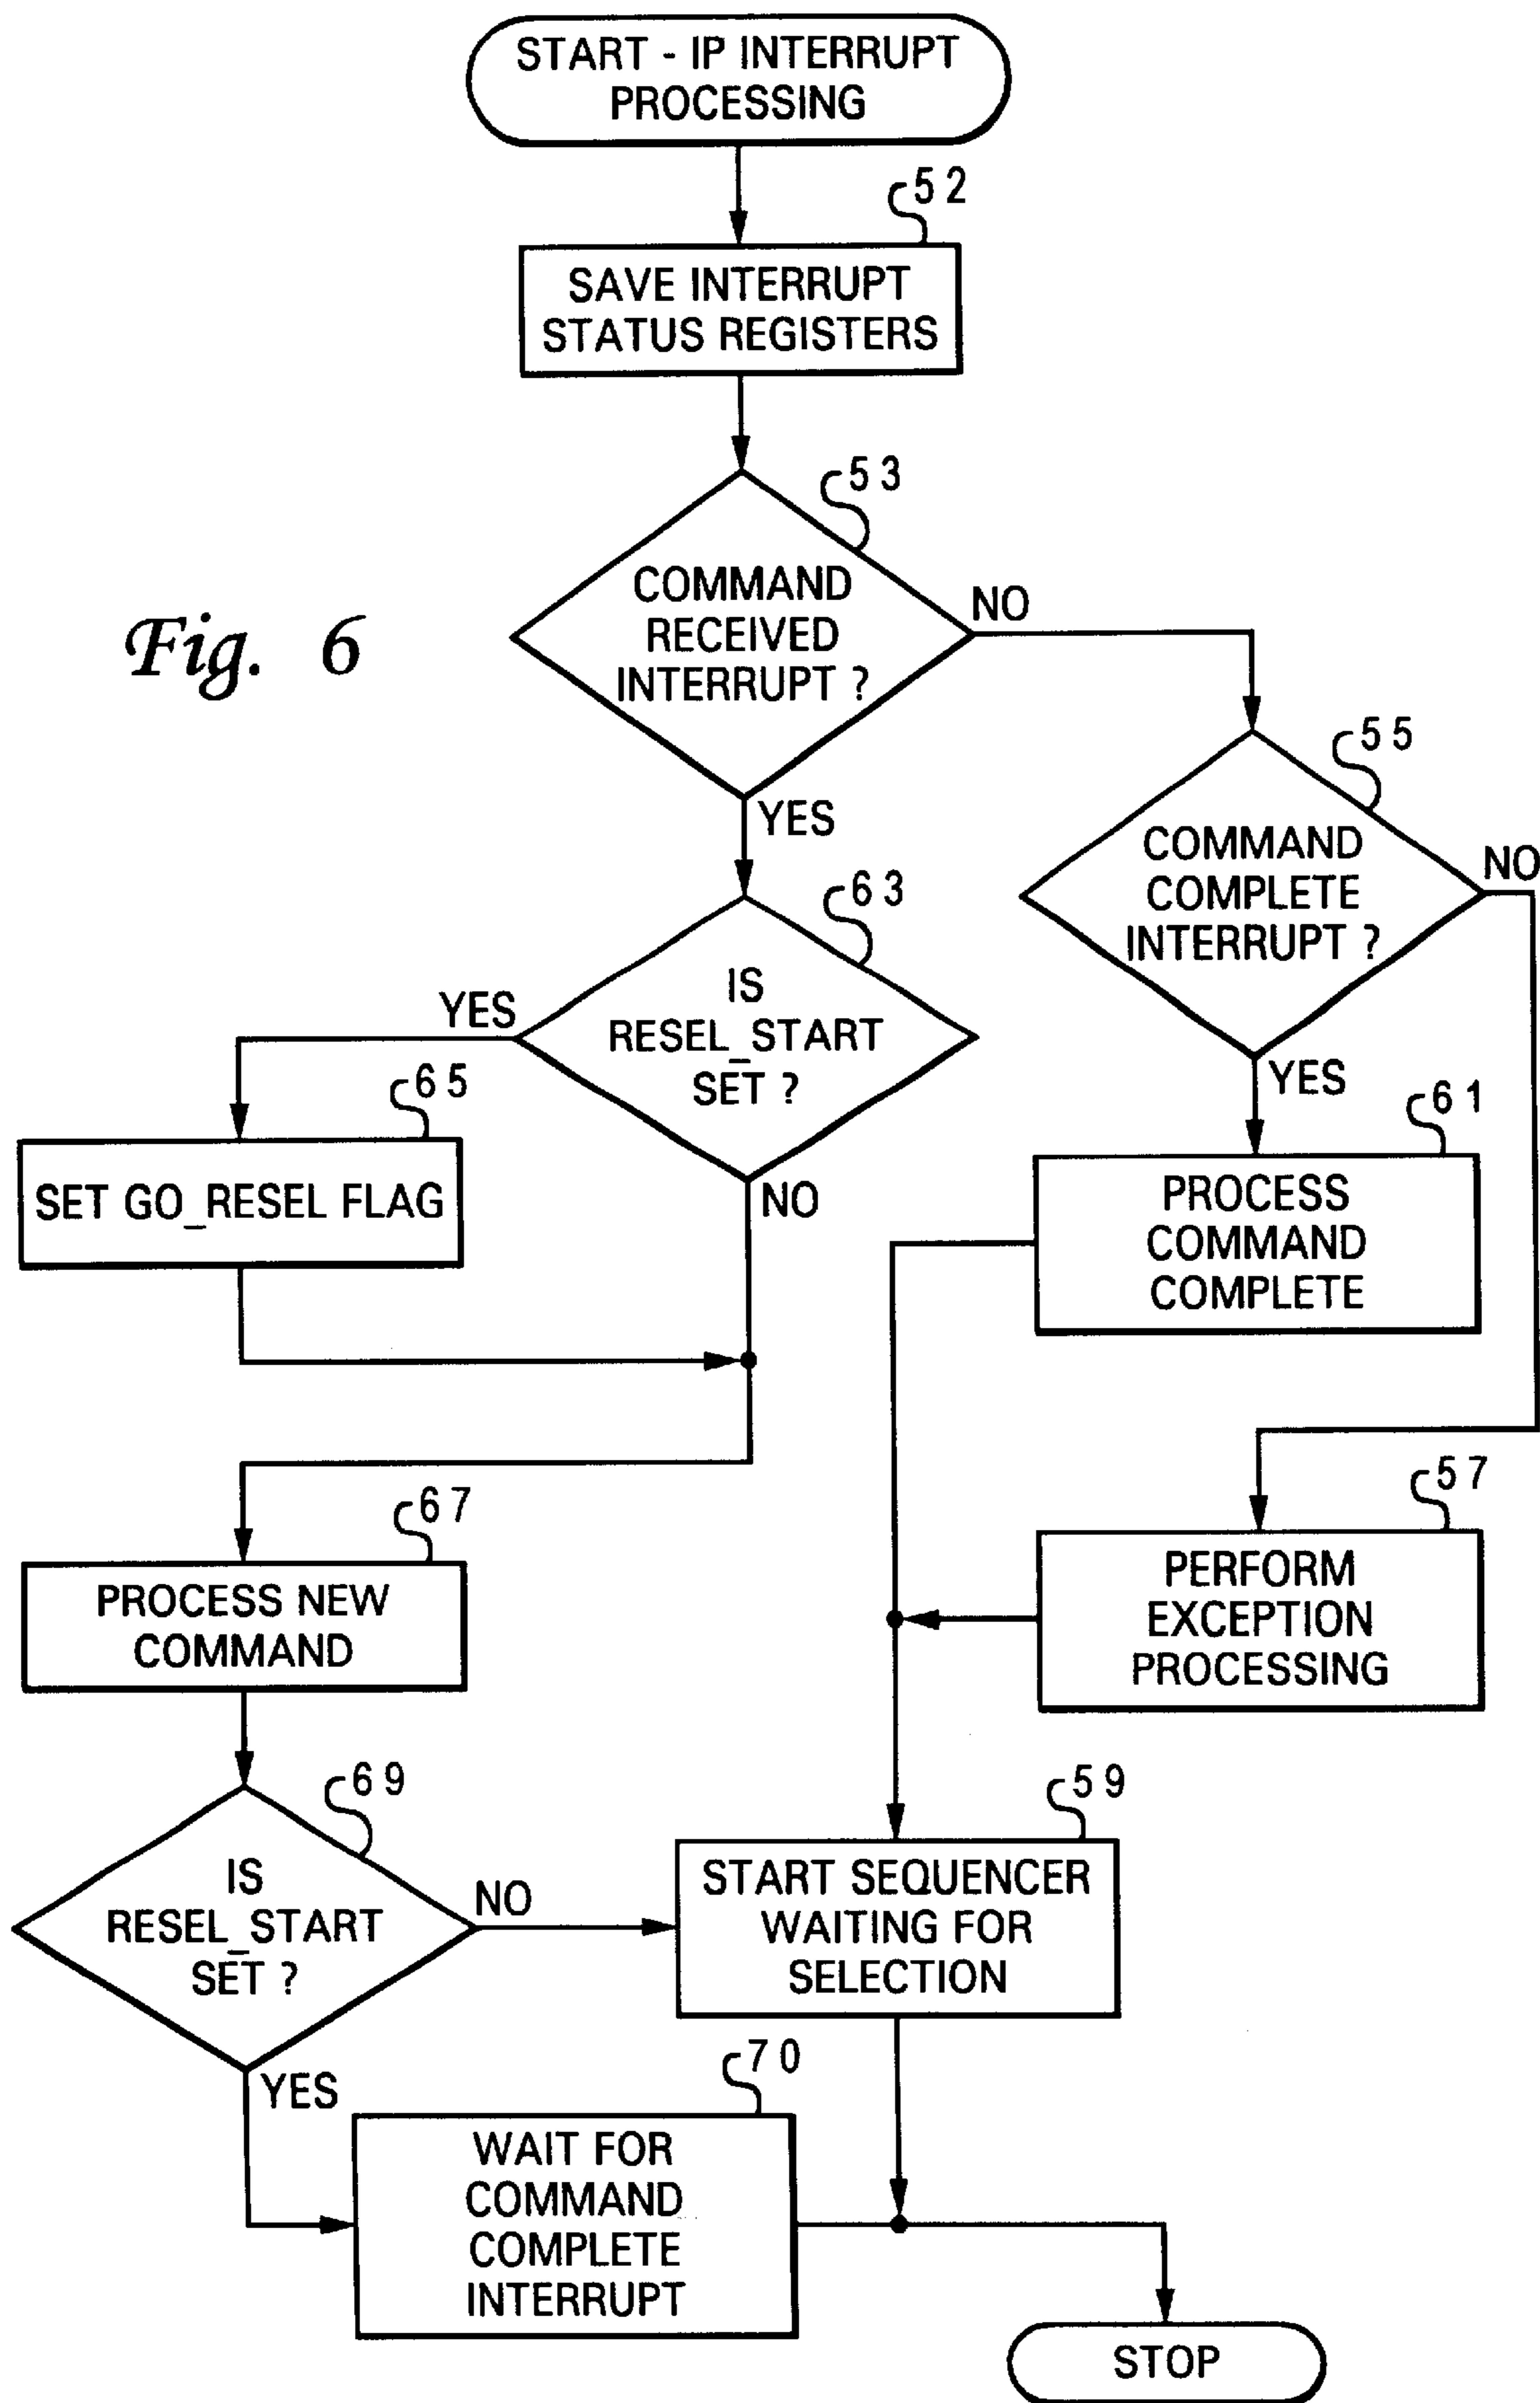 START - IP INTERRUPT
PROCESSING
52
SAVE INTERRUPT
STATUS REGISTERS
53
COMMAND
RECEIVED
INTERRUPT ?
NO
Fig. 6
YES
55
COMMAND
COMPLETE
INTERRUPT ?
NO
YES
63
IS
RESEL_START
SET ?
YES
NO
65
SET GO_RESEL FLAG
61
PROCESS
COMMAND
COMPLETE
57
PERFORM
EXCEPTION
PROCESSING
67
PROCESS NEW
COMMAND
69
IS
RESEL_START
SET ?
NO
YES
59
START SEQUENCER
WAITING FOR
SELECTION
70
WAIT FOR
COMMAND
COMPLETE
INTERRUPT
STOP